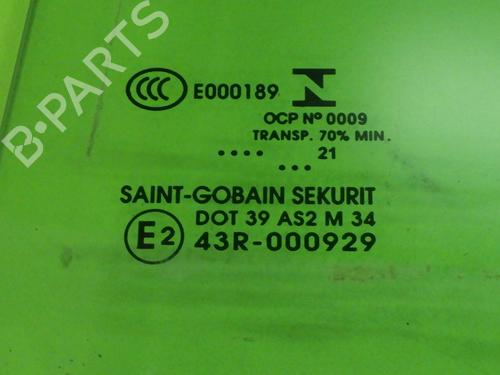 B-PARTS
CCC E000189 N
OCP Nº 0009
TRANSP. 70% MIN.
.... 21
...
SAINT-GOBAIN SEKURIT
DOT 39 AS2 M 34
E2 43R-000929